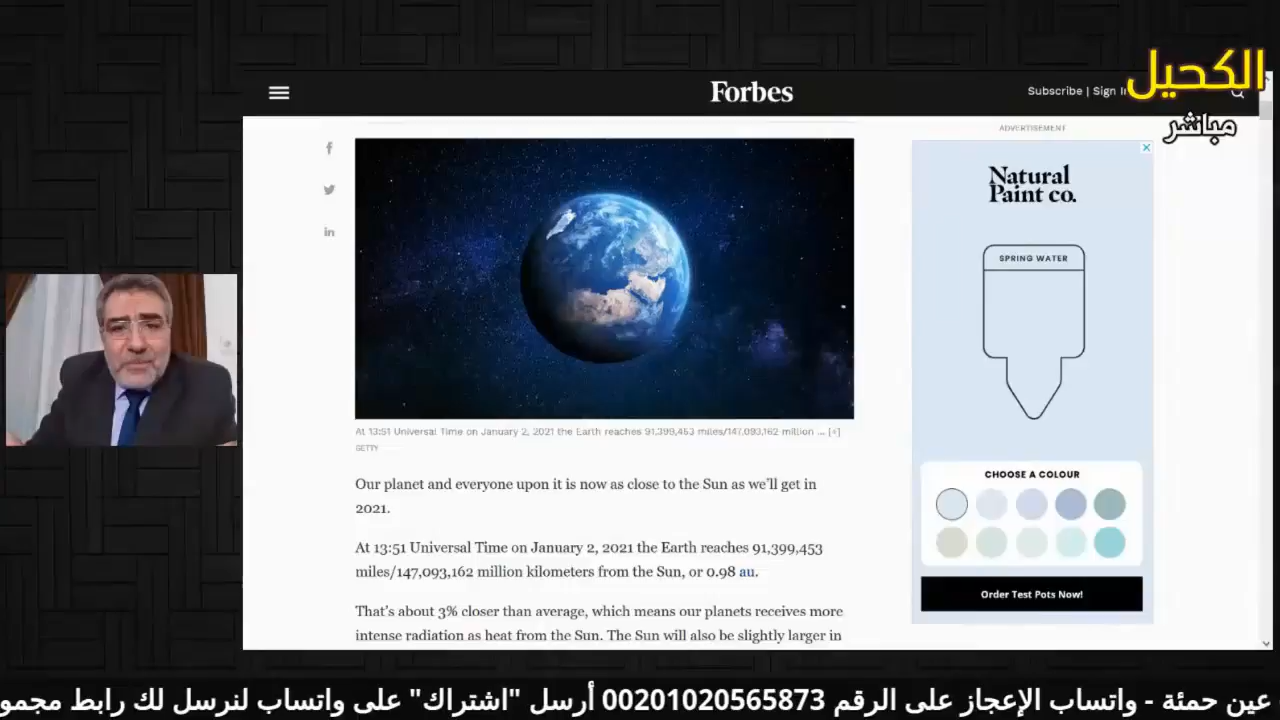 Forbes
Subscribe | Sign I
الكحيل
مباشر
ADVERTISEMENT
Natural
Paint co.
SPRING WATER
At 13:51 Universal Time on January 2, 2021 the Earth reaches 91,399,453 miles/147,093,162 million ... [+]
GETTY
Our planet and everyone upon it is now as close to the Sun as we'll get in
2021.
At 13:51 Universal Time on January 2, 2021 the Earth reaches 91,399,453
miles/147,093,162 million kilometers from the Sun, or 0.98 au.
That's about 3% closer than average, which means our planets receives more
intense radiation as heat from the Sun. The Sun will also be slightly larger in
CHOOSE A COLOUR
Order Test Pots Now!
عين حمئة - واتساب الإعجاز على الرقم 00201020565873 أرسل "اشتراك" على واتساب لنرسل لك رابط مجمو